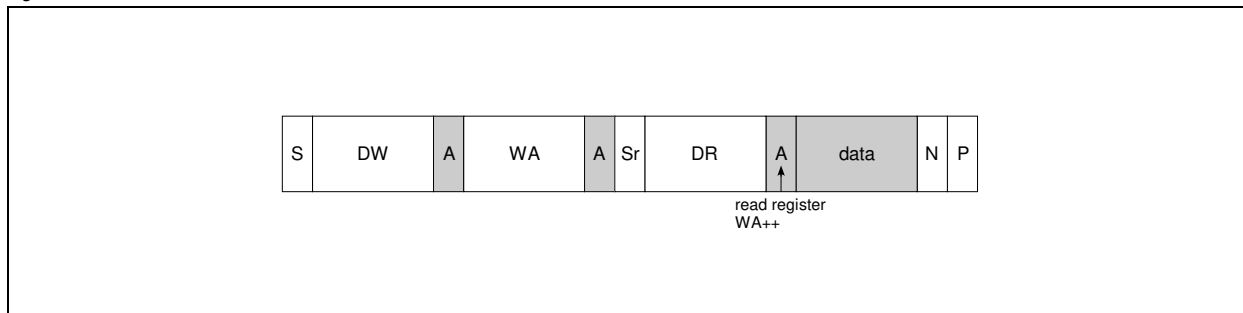 S DW A WA A Sr DR A data N P
read register
WA++